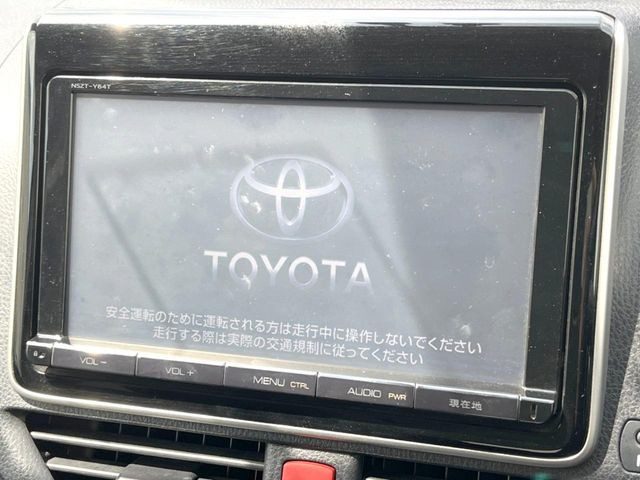 NSZT-Y64T
TOYOTA
安全運転のために運転される方は走行中に操作しないでください
走行する際は実際の交通規制に従ってください
VOL－
VOL＋
MENU CTRL
AUDIO PWR
現在地